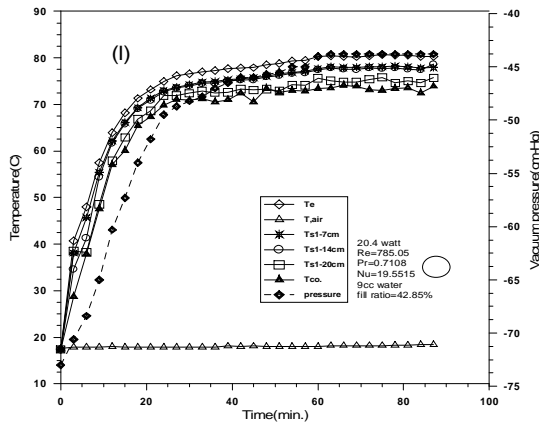 (I)
90
80
70
60
50
40
30
20
10
Temperature(C)
0
20
40
60
80
100
Time(min.)
-40
-45
-50
-55
-60
-65
-70
-75
Vacuum pressure(cm-Hg)
Te
T,air
Ts1-7cm
Ts1-14cm
Ts1-20cm
Tco.
pressure
20.4 watt
Re=785.05
Pr=0.7108
Nu=19.5515
9cc water
fill ratio=42.85%